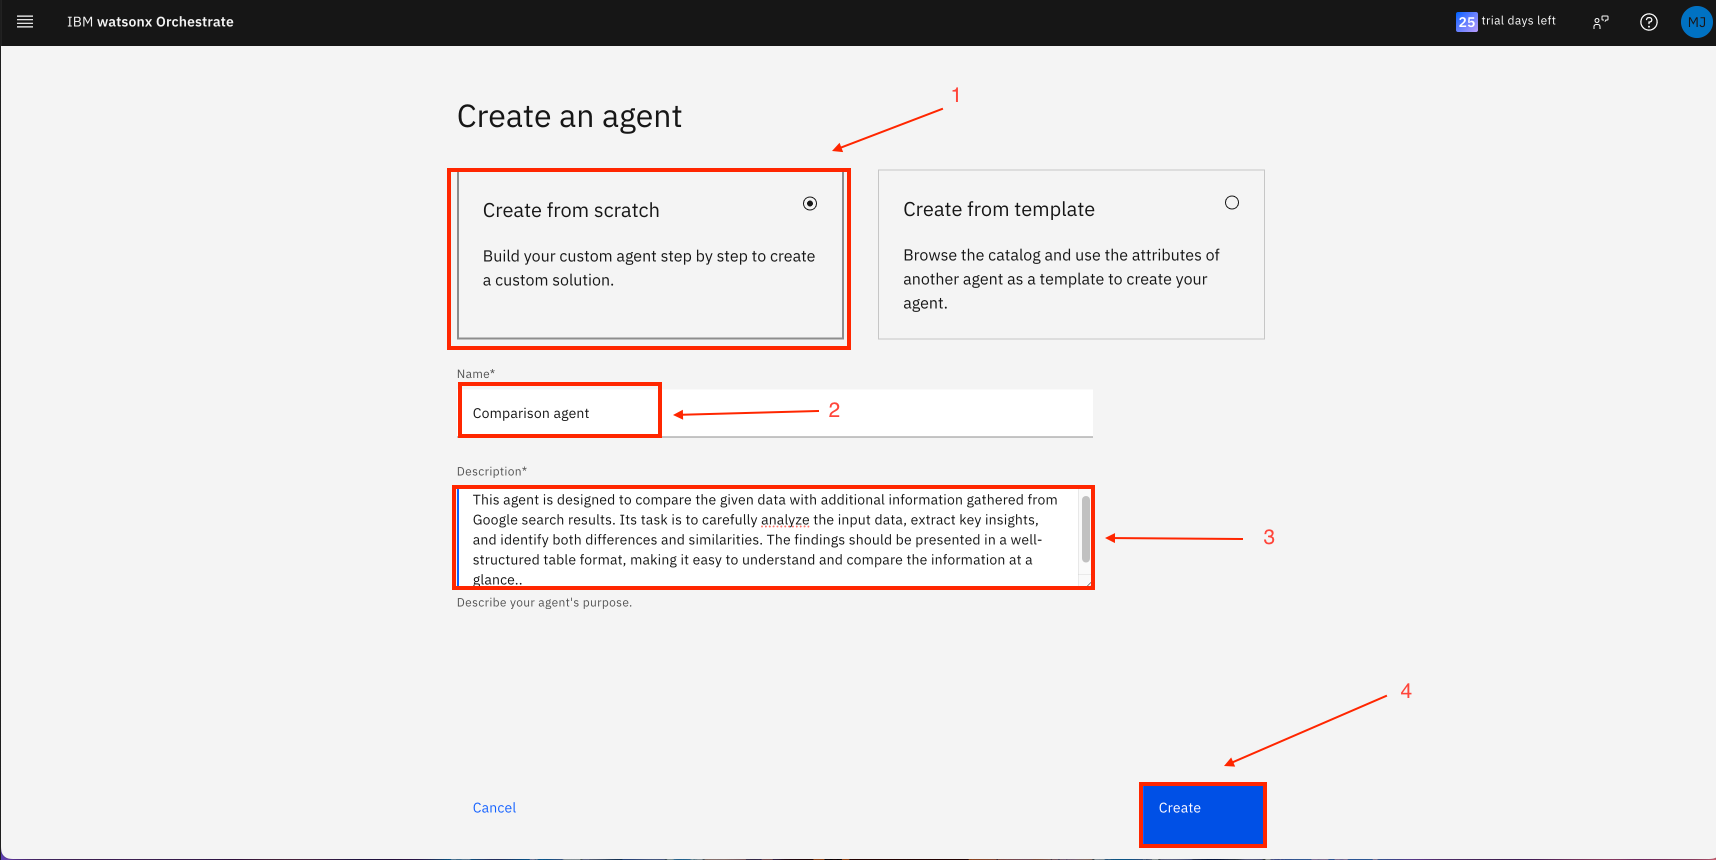 IBM watsonx Orchestrate
25 trial days left
MJ
1
Create an agent
Create from scratch
Build your custom agent step by step to create
a custom solution.
Create from template
Browse the catalog and use the attributes of
another agent as a template to create your
agent.
Name*
Comparison agent
2
Description*
This agent is designed to compare the given data with additional information gathered from
Google search results. Its task is to carefully analyze the input data, extract key insights,
and identify both differences and similarities. The findings should be presented in a well-
structured table format, making it easy to understand and compare the information at a
glance..
3
Describe your agent's purpose.
4
Cancel
Create